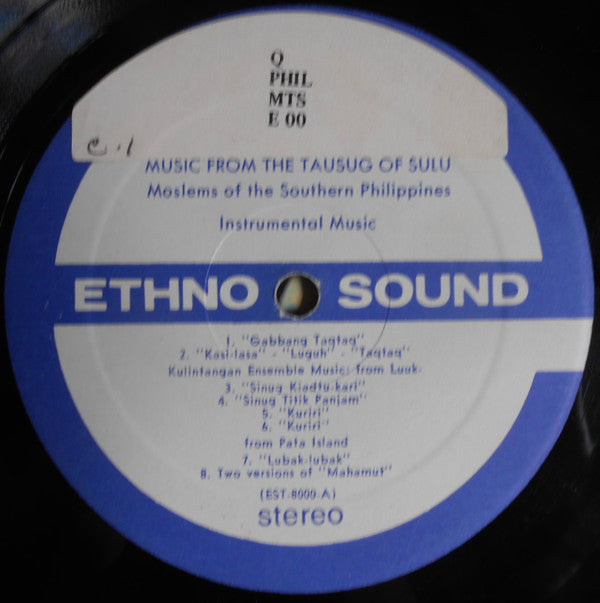 Q
PHIL
MTS
E 00
c.1
MUSIC FROM THE TAUSUG OF SULU
Moslems of the Southern Philippines
Instrumental Music
ETHNO SOUND
1. "Gabbang Taqtaq"
2. "Kasi-lasa" - "Luguh" - "Taqtaq"
Kulintangan Ensemble Music: from Luuk
3. "Sinug Kiadtu-kari"
4. "Sinug Titik Panjam"
5. "Kuriri"
6. "Kuriri"
from Pata Island
7. "Lubak-lubak"
8. Two versions of "Mahamut"
(EST-8000-A)
stereo